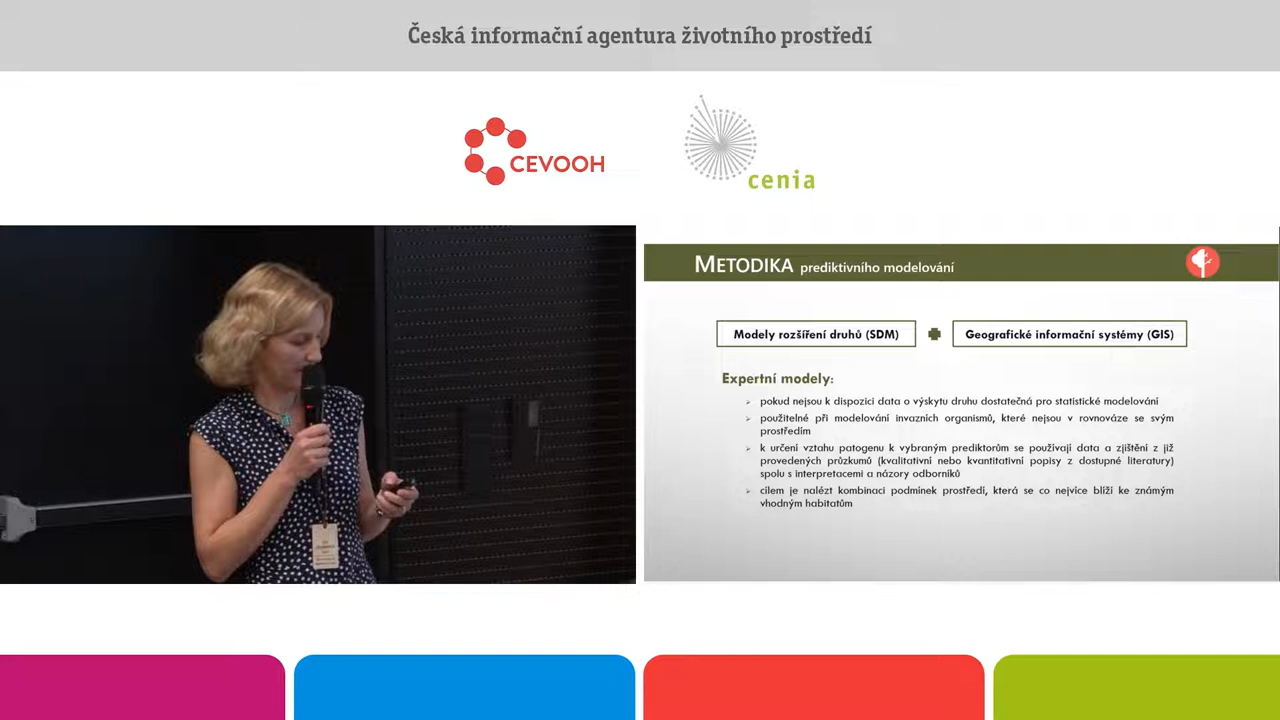 Česká informační agentura životního prostředí
CEVOOH
cenia
METODIKA prediktivního modelování
Modely rozšíření druhů (SDM)
Geografické informační systémy (GIS)
Expertní modely:
pokud nejsou k dispozici data o výskytu druhu dostatečná pro statistické modelování
použitelné při modelování invazních organismů, které nejsou v rovnováze se svým
prostředím
k určení vztahu patogenu k vybraným prediktorům se používají data a zjištění z již
provedených průzkumů (kvalitativní nebo kvantitativní popisy z dostupné literatury)
spolu s interpretacemi a názory odborníků
cílem je nalézt kombinaci podmínek prostředí, která se co nejvíce blíží ke známým
vhodným habitatům